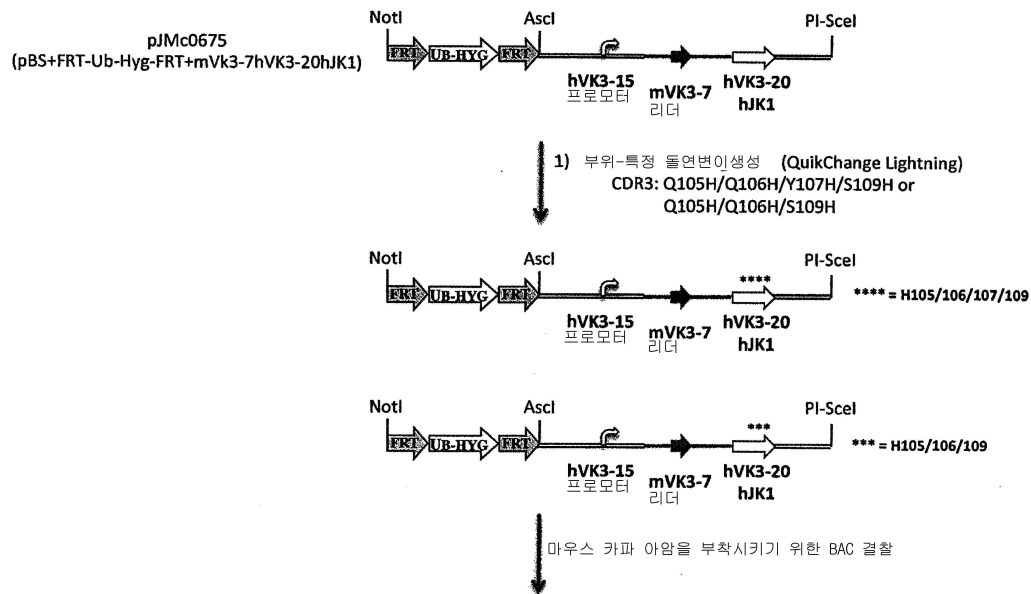 NotI AscI PI-SceI
pJMc0675
(pBS+FRT-Ub-Hyg-FRT+mVk3-7hVK3-20hJK1)
FRT UB-HYG FRT
hVK3-15 mVK3-7 hVK3-20
프로모터 리더 hJK1
1) 부위-특정 돌연변이생성 (QuikChange Lightning)
CDR3: Q105H/Q106H/Y107H/S109H or
Q105H/Q106H/S109H
NotI AscI PI-SceI
****
FRT UB-HYG FRT **** = H105/106/107/109
hVK3-15 mVK3-7 hVK3-20
프로모터 리더 hJK1
NotI AscI PI-SceI
***
FRT UB-HYG FRT *** = H105/106/109
hVK3-15 mVK3-7 hVK3-20
프로모터 리더 hJK1
마우스 카파 아암을 부착시키기 위한 BAC 결찰